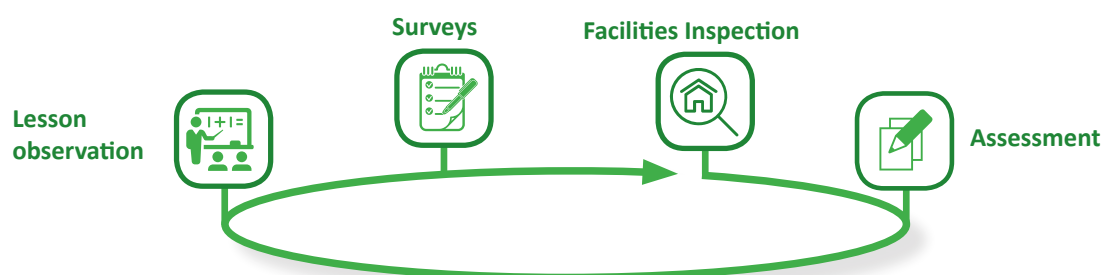 Surveys
Facilities Inspection
Lesson
observation
1+1=
Assessment